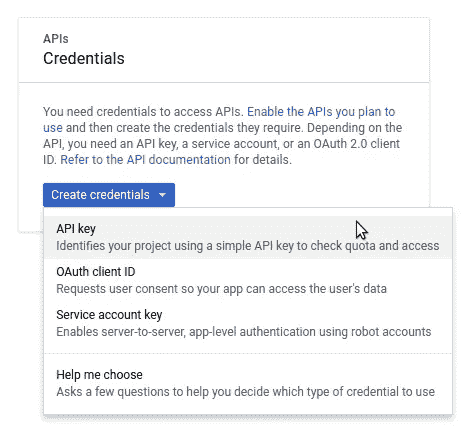 APIs
Credentials
You need credentials to access APIs. Enable the APIs you plan to
use and then create the credentials they require. Depending on the
API, you need an API key, a service account, or an OAuth 2.0 client
ID. Refer to the API documentation for details.
Create credentials
API key
Identifies your project using a simple API key to check quota and access
OAuth client ID
Requests user consent so your app can access the user's data
Service account key
Enables server-to-server, app-level authentication using robot accounts
Help me choose
Asks a few questions to help you decide which type of credential to use